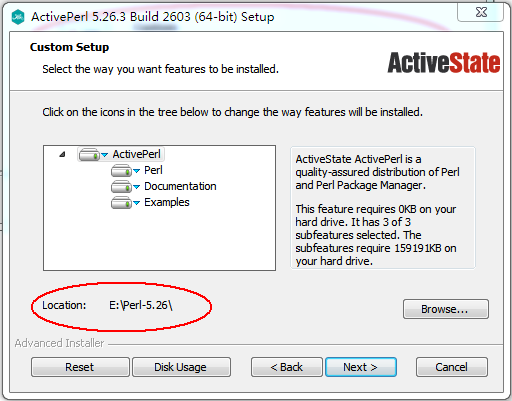 ActivePerl 5.26.3 Build 2603 (64-bit) Setup
Custom Setup
Select the way you want features to be installed.
ActiveState
Click on the icons in the tree below to change the way features will be installed.
ActivePerl
Perl
Documentation
Examples
ActiveState ActivePerl is a
quality-assured distribution of Perl
and Perl Package Manager.
This feature requires 0KB on your
hard drive. It has 3 of 3
subfeatures selected. The
subfeatures require 159191KB on
your hard drive.
Location: E:\Perl-5.26\
Browse...
Advanced Installer
Reset
Disk Usage
< Back
Next >
Cancel